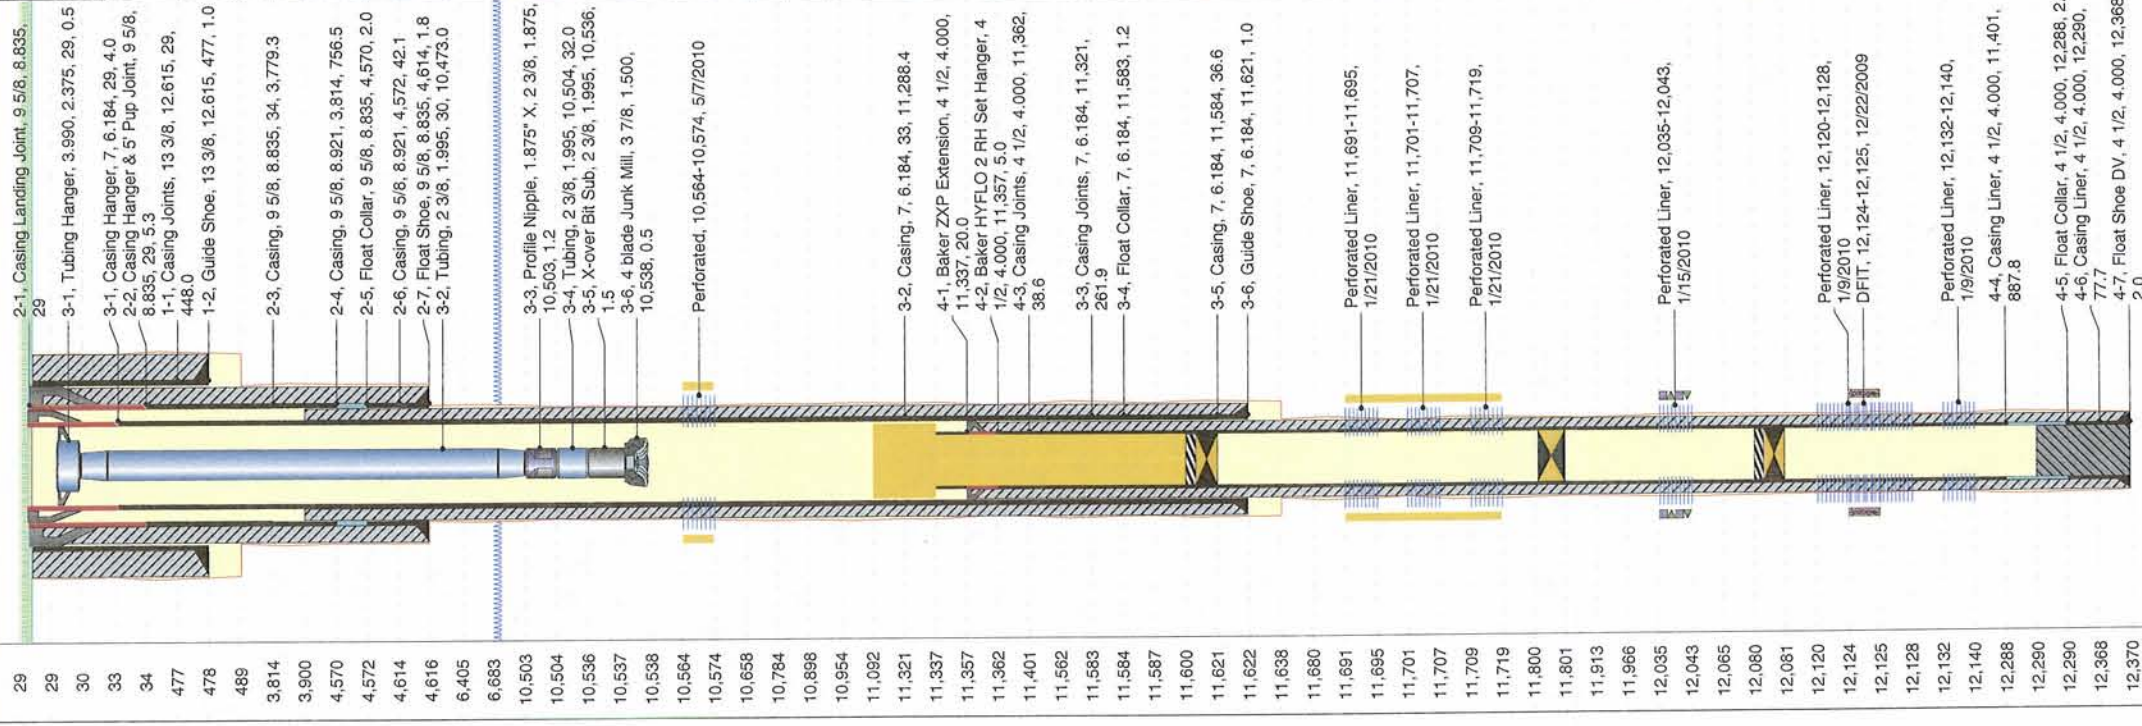 2-1, Casing Landing Joint, 9 5/8, 8.835,
29
3-1, Tubing Hanger, 3.990, 2.375, 29, 0.5
3-1, Casing Hanger, 7, 6.184, 29, 4.0
2-2, Casing Hanger & 5' Pup Joint, 9 5/8,
8.835, 29, 5.3
1-1, Casing Joints, 13 3/8, 12.615, 29,
448.0
1-2, Guide Shoe, 13 3/8, 12.615, 477, 1.0
2-3, Casing, 9 5/8, 8.835, 34, 3,779.3
2-4, Casing, 9 5/8, 8.921, 3,814, 756.5
2-5, Float Collar, 9 5/8, 8.835, 4,570, 2.0
2-6, Casing, 9 5/8, 8.921, 4,572, 42.1
2-7, Float Shoe, 9 5/8, 8.835, 4,614, 1.8
3-2, Tubing, 2 3/8, 1.995, 30, 10,473.0
3-3, Profile Nipple, 1.875" X, 2 3/8, 1.875,
10,503, 1.2
3-4, Tubing, 2 3/8, 1.995, 10,504, 32.0
3-5, X-over Bit Sub, 2 3/8, 1.995, 10,536,
1.5
3-6, 4 blade Junk Mill, 3 7/8, 1.500,
10,538, 0.5
Perforated, 10,564-10,574, 5/7/2010
3-2, Casing, 7, 6.184, 33, 11,288.4
4-1, Baker ZXP Extension, 4 1/2, 4.000,
11,337, 20.0
4-2, Baker HYFLO 2 RH Set Hanger, 4
1/2, 4.000, 11,357, 5.0
4-3, Casing Joints, 4 1/2, 4.000, 11,362,
38.6
3-3, Casing Joints, 7, 6.184, 11,321,
261.9
3-4, Float Collar, 7, 6.184, 11,583, 1.2
3-5, Casing, 7, 6.184, 11,584, 36.6
3-6, Guide Shoe, 7, 6.184, 11,621, 1.0
Perforated Liner, 11,691-11,695,
1/21/2010
Perforated Liner, 11,701-11,707,
1/21/2010
Perforated Liner, 11,709-11,719,
1/21/2010
Perforated Liner, 12,035-12,043,
1/15/2010
Perforated Liner, 12,120-12,128,
1/9/2010
DFIT, 12,124-12,125, 12/22/2009
Perforated Liner, 12,132-12,140,
1/9/2010
4-4, Casing Liner, 4 1/2, 4.000, 11,401,
887.8
4-5, Float Collar, 4 1/2, 4.000, 12,288, 2.
4-6, Casing Liner, 4 1/2, 4.000, 12,290,
77.7
4-7, Float Shoe DV, 4 1/2, 4.000, 12,368
2.0
29
29
30
33
34
477
478
489
3,814
3,900
4,570
4,572
4,614
4,616
6,405
6,683
10,503
10,504
10,536
10,537
10,538
10,564
10,574
10,658
10,784
10,898
10,954
11,092
11,321
11,337
11,357
11,362
11,401
11,562
11,583
11,584
11,587
11,600
11,621
11,622
11,638
11,680
11,691
11,695
11,701
11,707
11,709
11,719
11,800
11,801
11,913
11,966
12,035
12,043
12,065
12,080
12,081
12,120
12,124
12,125
12,128
12,132
12,140
12,288
12,290
12,290
12,368
12,370